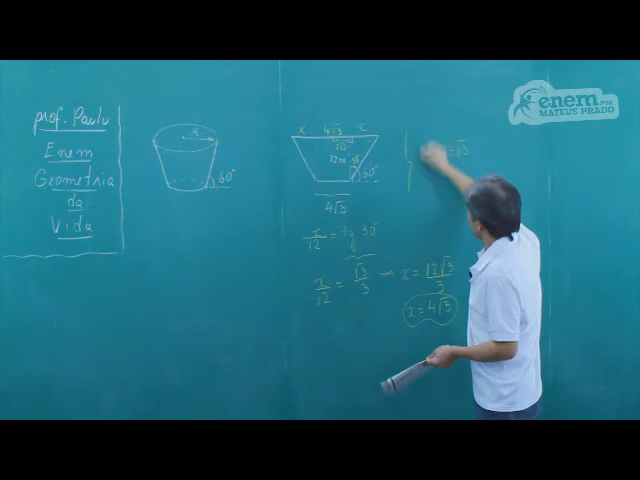 prof. Paulo
Enem
Geometria
da
Vida
R
60°
x 4√3 x
12m
30°
60°
4√3
x/12 = tg 30°
x/12 = √3/3 → x = 12√3/3
x = 4√3
enem POR
MATEUS PRADO